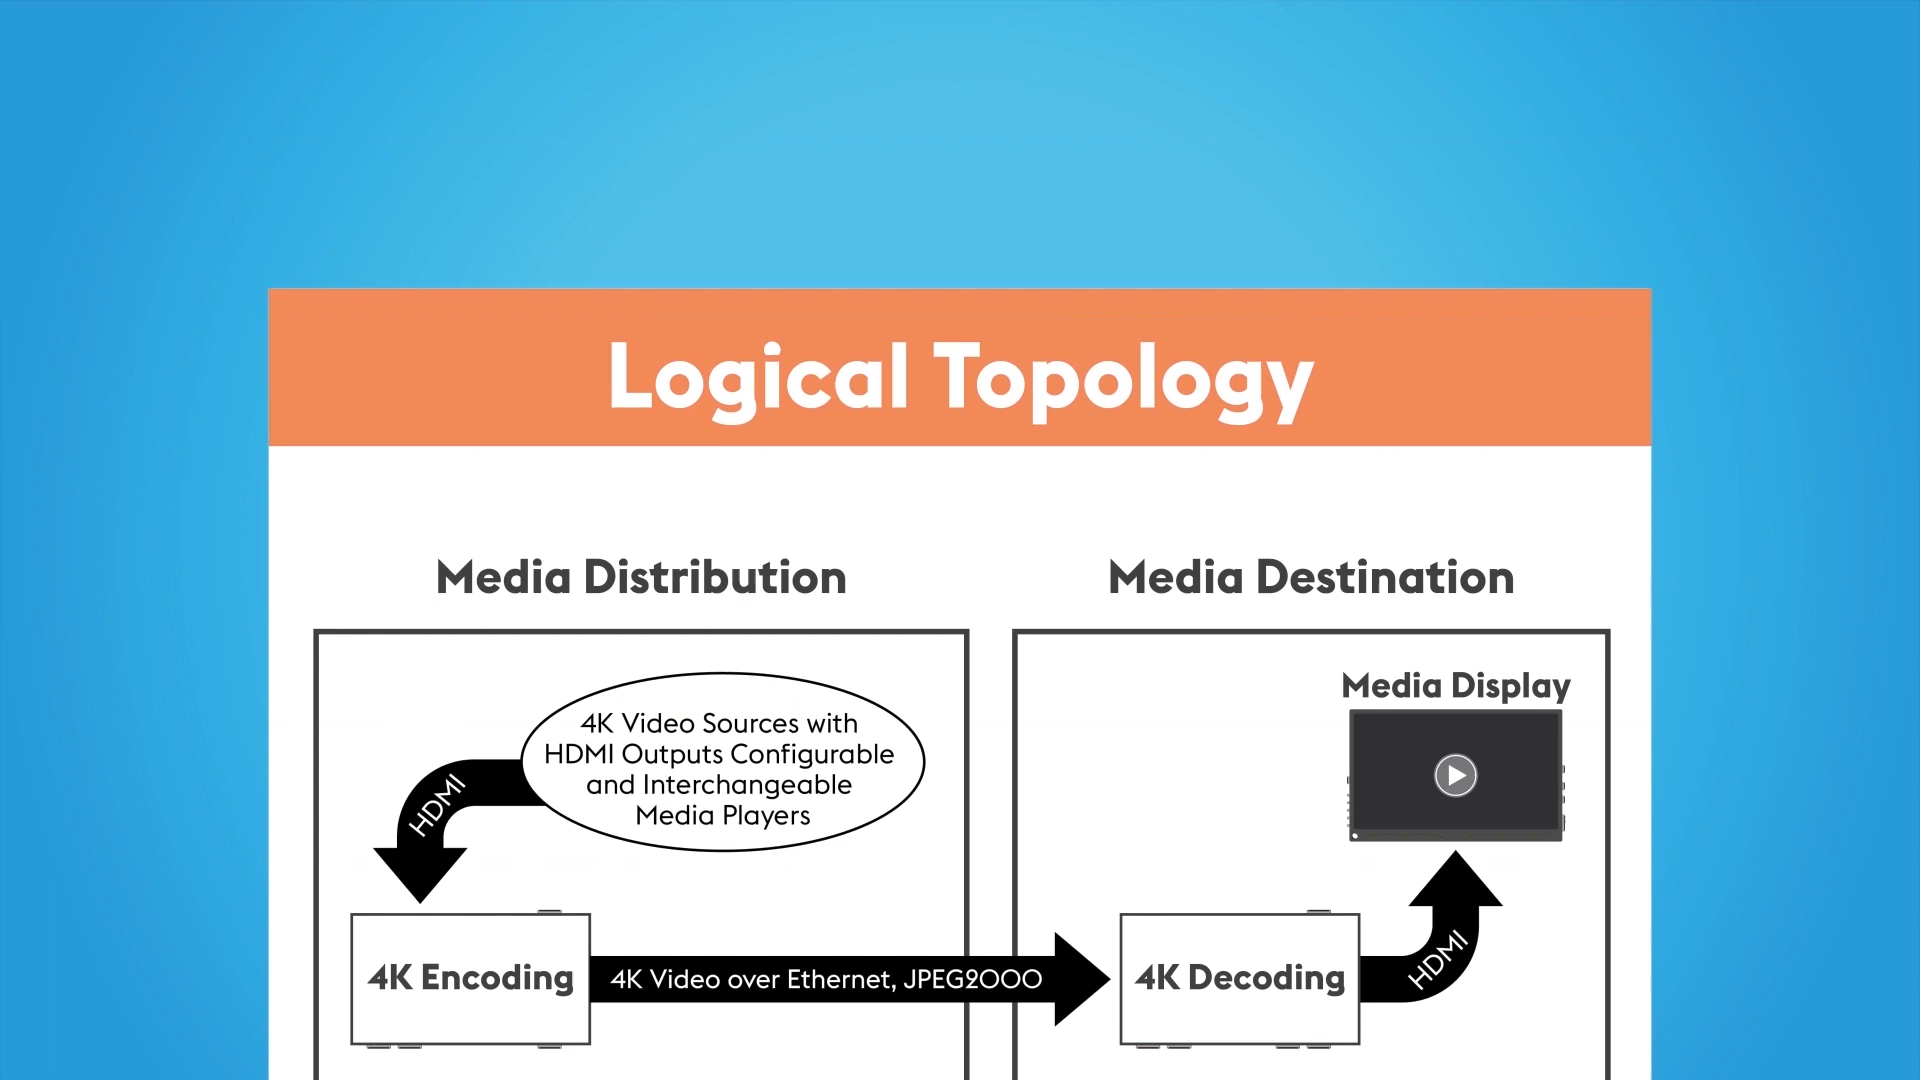 Logical Topology
Media Distribution
Media Destination
4K Video Sources with
HDMI Outputs Configurable
and Interchangeable
Media Players
HDMI
4K Encoding
4K Video over Ethernet, JPEG2000
Media Display
4K Decoding
HDMI